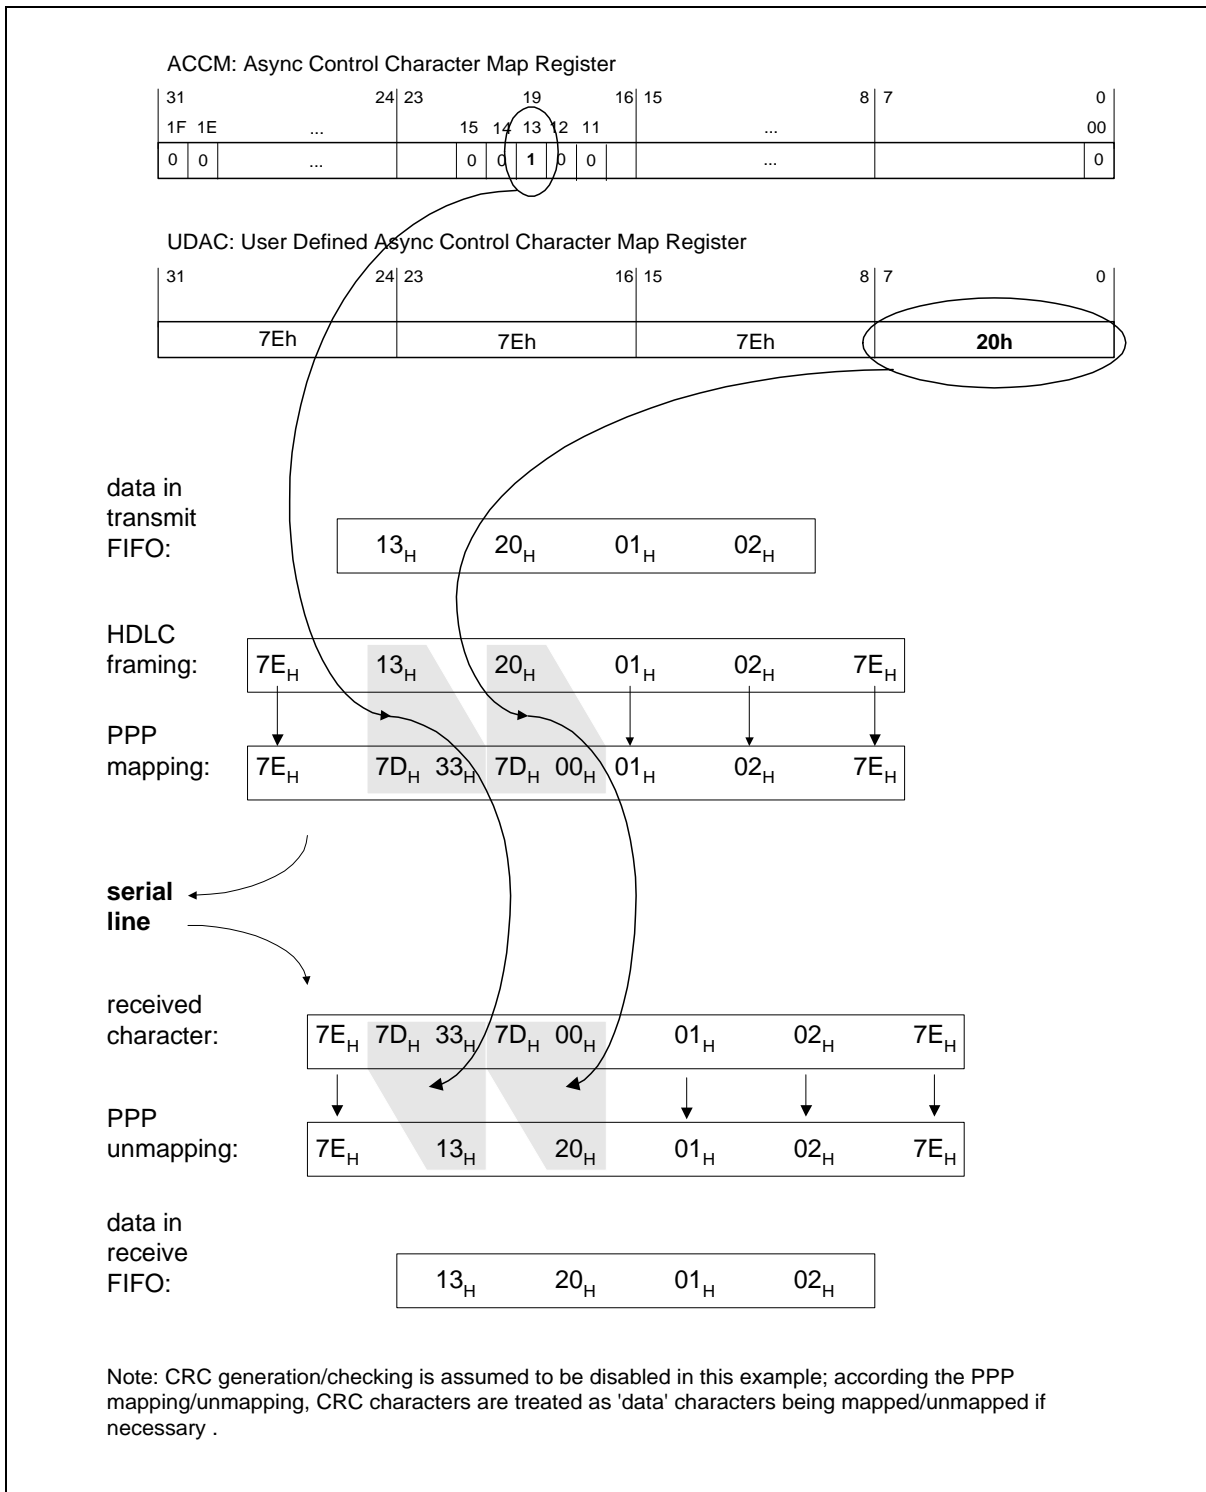 ACCM: Async Control Character Map Register
31 24 23 19 16 15 8 7 0
1F 1E ... 15 14 13 12 11 ... 00
0 0 ... 0 0 1 0 0 ... 0
UDAC: User Defined Async Control Character Map Register
31 24 23 16 15 8 7 0
7Eh 7Eh 7Eh 20h
data in
transmit
FIFO:
13H 20H 01H 02H
HDLC
framing:
7EH 13H 20H 01H 02H 7EH
PPP
mapping:
7EH 7DH 33H 7DH 00H 01H 02H 7EH
serial
line
received
character:
7EH 7DH 33H 7DH 00H 01H 02H 7EH
PPP
unmapping:
7EH 13H 20H 01H 02H 7EH
data in
receive
FIFO:
13H 20H 01H 02H
Note: CRC generation/checking is assumed to be disabled in this example; according the PPP
mapping/unmapping, CRC characters are treated as 'data' characters being mapped/unmapped if
necessary .